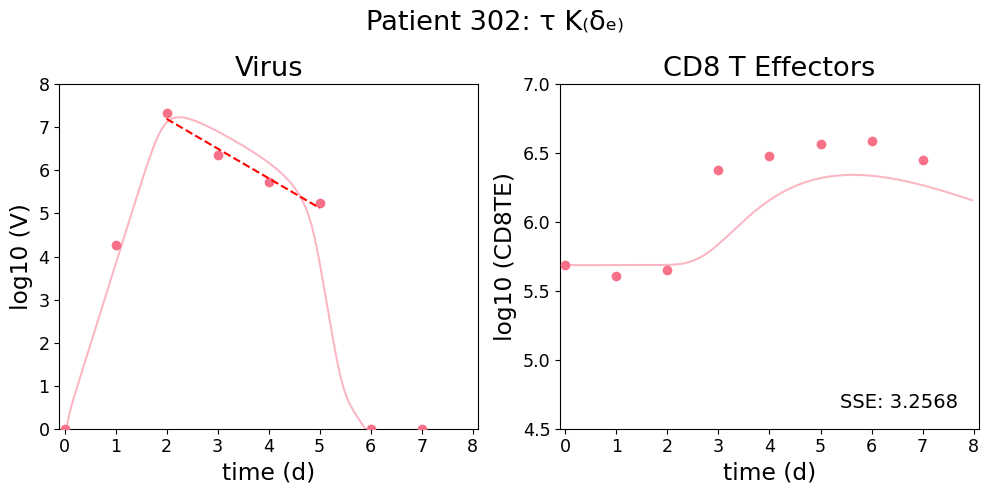 Patient 302: τ K₍δₑ₎
Virus
CD8 T Effectors
log10 (V)
8
7
6
5
4
3
2
1
0
0 1 2 3 4 5 6 7 8
time (d)
log10 (CD8TE)
7.0
6.5
6.0
5.5
5.0
4.5
SSE: 3.2568
0 1 2 3 4 5 6 7 8
time (d)